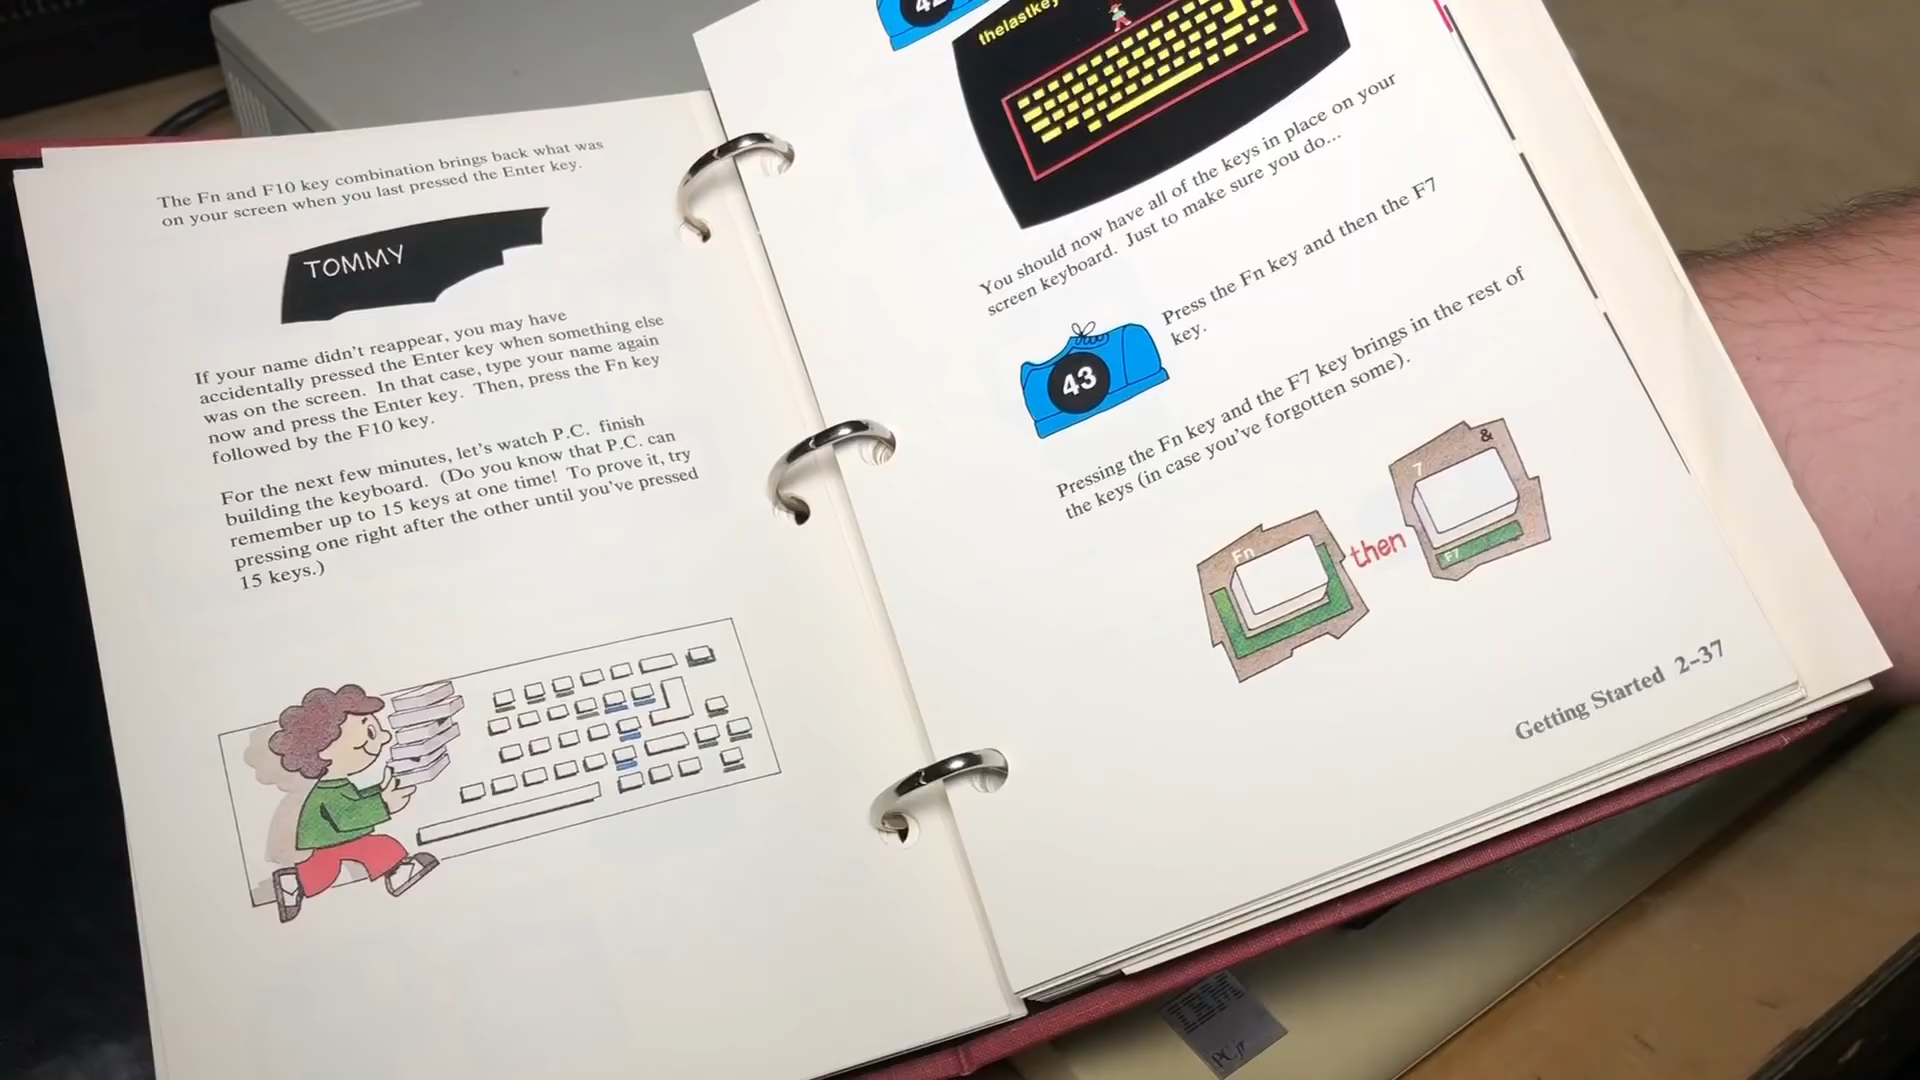 The Fn and F10 key combination brings back what was
on your screen when you last pressed the Enter key.
TOMMY
If your name didn't reappear, you may have
accidentally pressed the Enter key when something else
was on the screen. In that case, type your name again
now and press the Enter key. Then, press the Fn key
followed by the F10 key.
For the next few minutes, let's watch P.C. finish
building the keyboard. (Do you know that P.C. can
remember up to 15 keys at one time! To prove it, try
pressing one right after the other until you've pressed
15 keys.)
42
thelastkey
You should now have all of the keys in place on your
screen keyboard. Just to make sure you do...
43
Press the Fn key and then the F7
key.
Pressing the Fn key and the F7 key brings in the rest of
the keys (in case you've forgotten some).
Fn
then
7 &
F7
Getting Started 2-37
PCjr